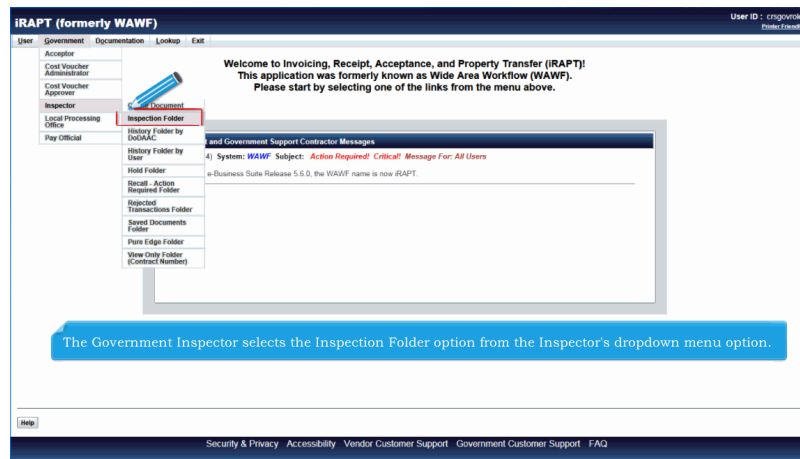 iRAPT (formerly WAWF)
User ID : crsgovrole
Printer Friendly
User Government Documentation Lookup Exit
Acceptor
Cost Voucher
Administrator
Cost Voucher
Approver
Inspector
Local Processing
Office
Pay Official
Document
Inspection Folder
History Folder by
DoDAAC
History Folder by
User
Hold Folder
Recall - Action
Required Folder
Rejected
Transactions Folder
Saved Documents
Folder
Pure Edge Folder
View Only Folder
(Contract Number)
Welcome to Invoicing, Receipt, Acceptance, and Property Transfer (iRAPT)!
This application was formerly known as Wide Area Workflow (WAWF).
Please start by selecting one of the links from the menu above.
t and Government Support Contractor Messages
4) System: WAWF Subject: Action Required! Critical! Message For: All Users
e-Business Suite Release 5.6.0, the WAWF name is now iRAPT.
The Government Inspector selects the Inspection Folder option from the Inspector's dropdown menu option.
Help
Security & Privacy Accessibility Vendor Customer Support Government Customer Support FAQ